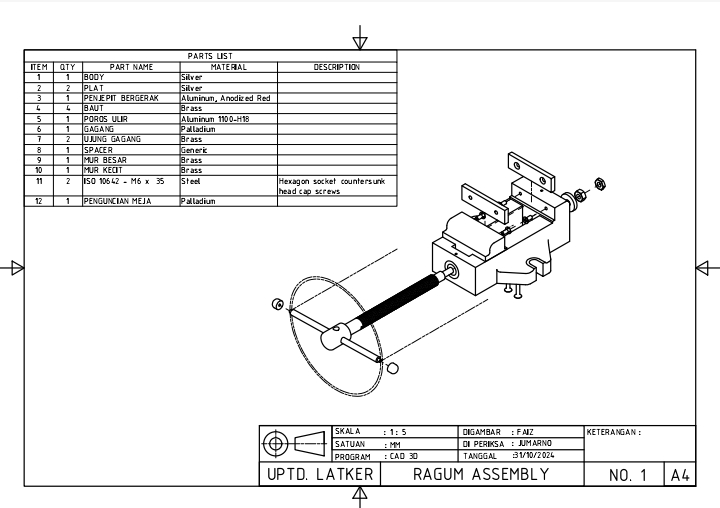 PARTS LIST
ITEM QTY PART NAME MATERIAL DESCRIPTION
1 1 BODY Silver
2 2 PLAT Silver
3 1 PENJEPIT BERGERAK Aluminum, Anodized Red
4 4 BAUT Brass
5 1 POROS ULIR Aluminum 1100-H18
6 1 GAGANG Palladium
7 2 UJUNG GAGANG Brass
8 1 SPACER Generic
9 1 MUR BESAR Brass
10 1 MUR KECIT Brass
11 2 ISO 10642 - M6 x 35 Steel Hexagon socket countersunk
head cap screws
12 1 PENGUNCIAN MEJA Palladium
SKALA : 1 : 5 DIGAMBAR : FAIZ KETERANGAN :
SATUAN : MM DI PERIKSA : JUMARNO
PROGRAM : CAD 3D TANGGAL :31/10/2024
UPTD. LATKER RAGUM ASSEMBLY NO. 1 A4